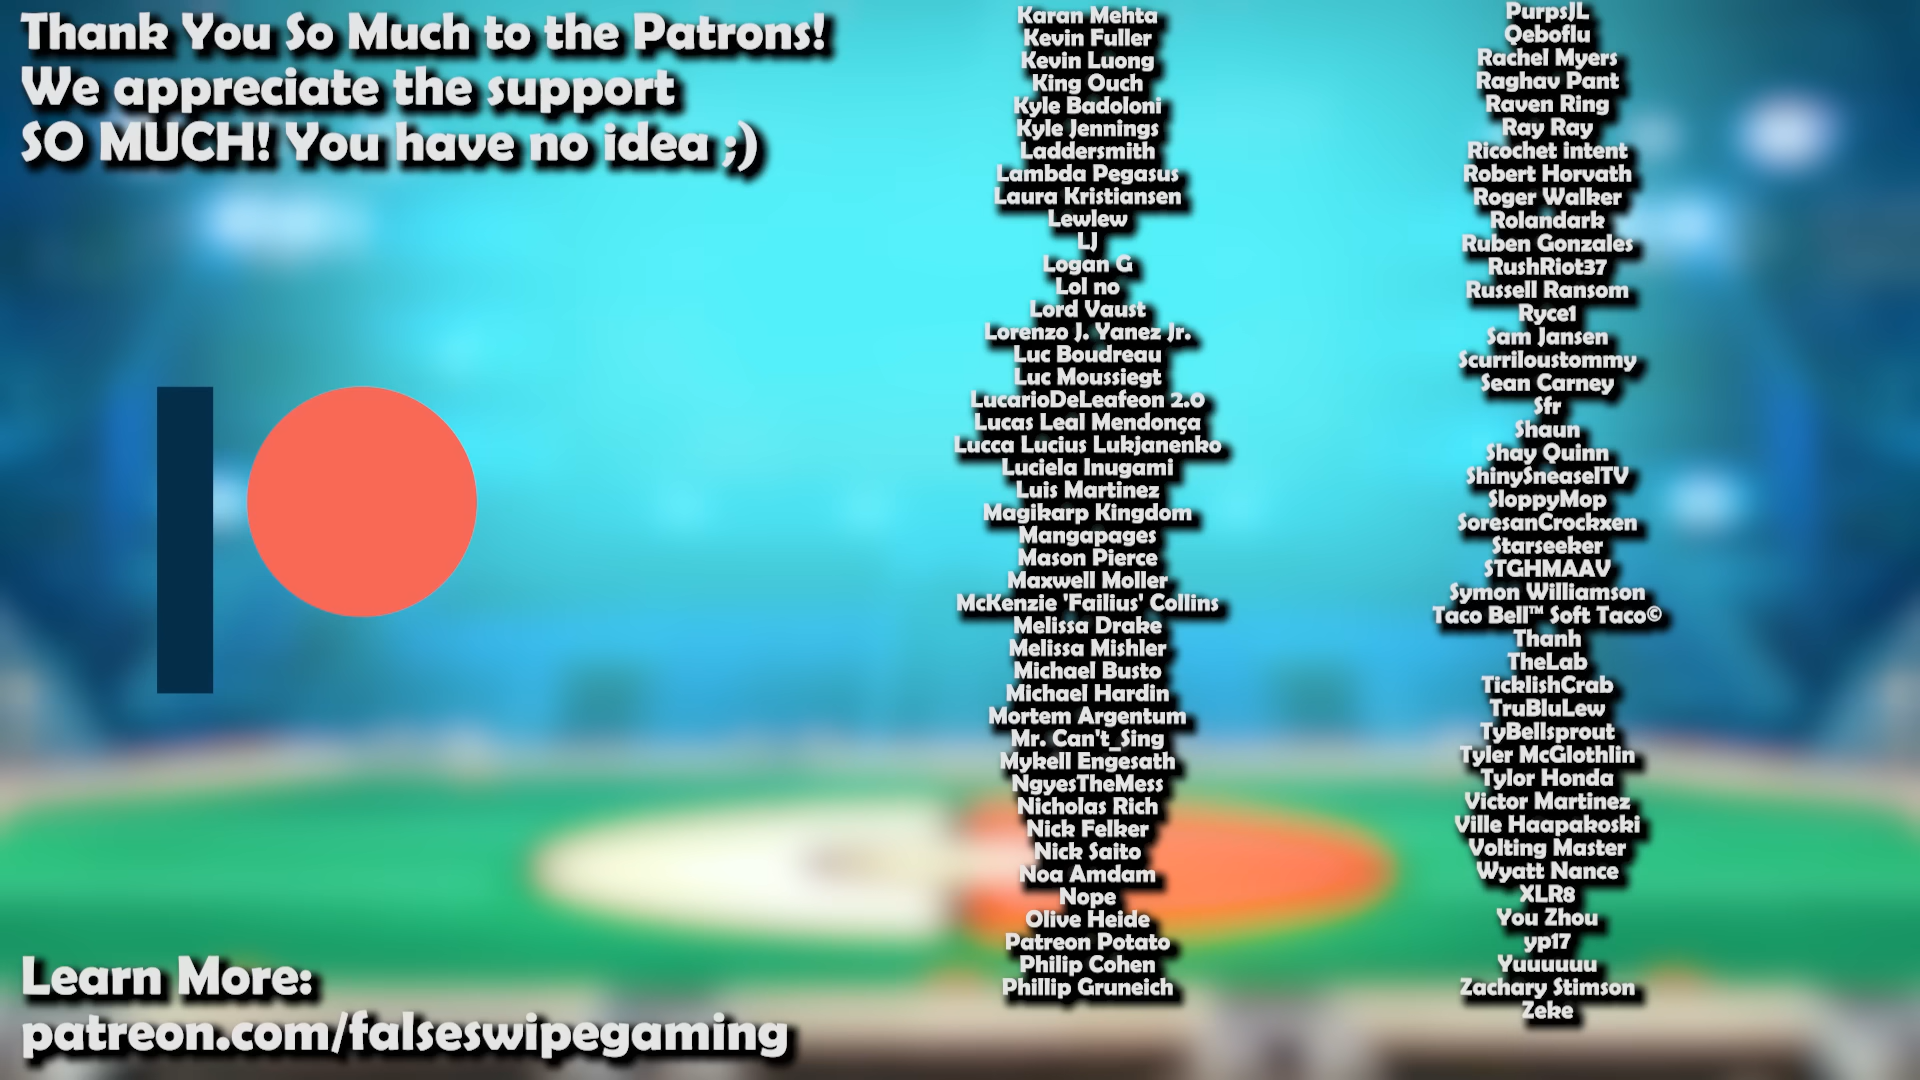 Thank You So Much to the Patrons!
We appreciate the support
SO MUCH! You have no idea ;)
Learn More:
patreon.com/falseswipegaming
Karan Mehta
Kevin Fuller
Kevin Luong
King Ouch
Kyle Badoloni
Kyle Jennings
Laddersmith
Lambda Pegasus
Laura Kristiansen
Lewlew
LJ
Logan G
Lol no
Lord Vaust
Lorenzo J. Yanez Jr.
Luc Boudreau
Luc Moussiegt
LucarioDeLeafeon 2.0
Lucas Leal Mendonça
Lucca Lucius Lukjanenko
Luciela Inugami
Luis Martinez
Magikarp Kingdom
Mangapages
Mason Pierce
Maxwell Moller
McKenzie 'Failius' Collins
Melissa Drake
Melissa Mishler
Michael Busto
Michael Hardin
Mortem Argentum
Mr. Can't_Sing
Mykell Engesath
NgyesTheMess
Nicholas Rich
Nick Felker
Nick Saito
Noa Amdam
Nope
Olive Heide
Patreon Potato
Philip Cohen
Phillip Gruneich
PurpsJL
Qeboflu
Rachel Myers
Raghav Pant
Raven Ring
Ray Ray
Ricochet intent
Robert Horvath
Roger Walker
Rolandark
Ruben Gonzales
RushRiot37
Russell Ransom
Ryce1
Sam Jansen
Scurriloustommy
Sean Carney
Sfr
Shaun
Shay Quinn
ShinySneaselTV
SloppyMop
SoresanCrockxen
Starseeker
STGHMAAV
Symon Williamson
Taco Bell™ Soft Taco©
Thanh
TheLab
TicklishCrab
TruBluLew
TyBellsprout
Tyler McGlothlin
Tylor Honda
Victor Martinez
Ville Haapakoski
Volting Master
Wyatt Nance
XLR8
You Zhou
yp17
Yuuuuuu
Zachary Stimson
Zeke